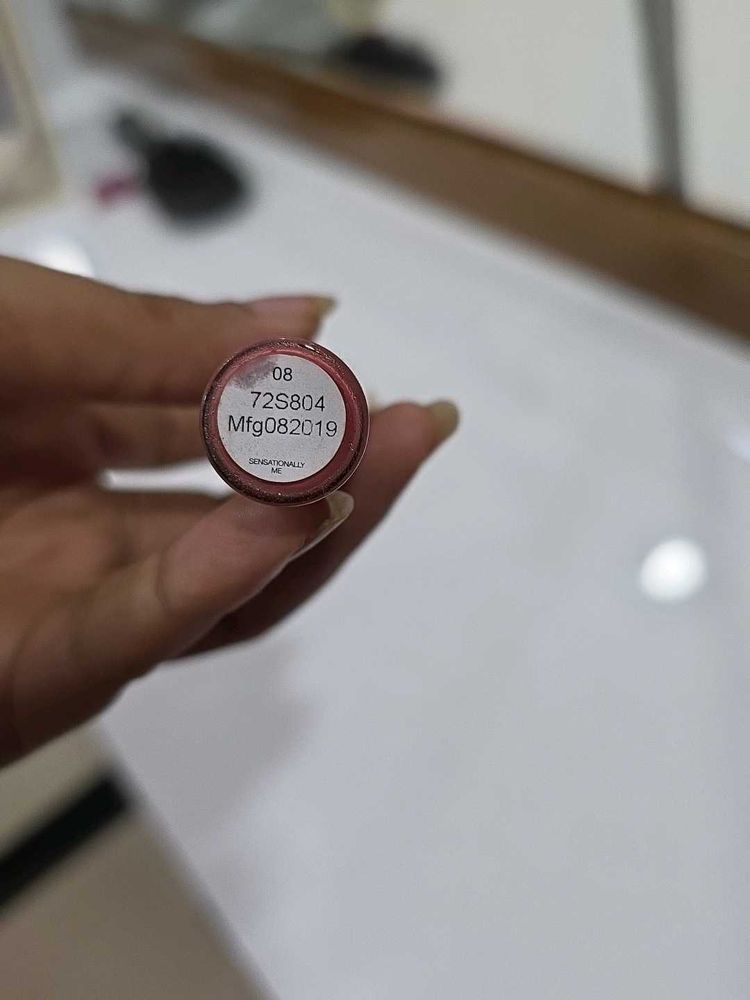 08
72S804
Mfg082019
SENSATIONALLY
ME